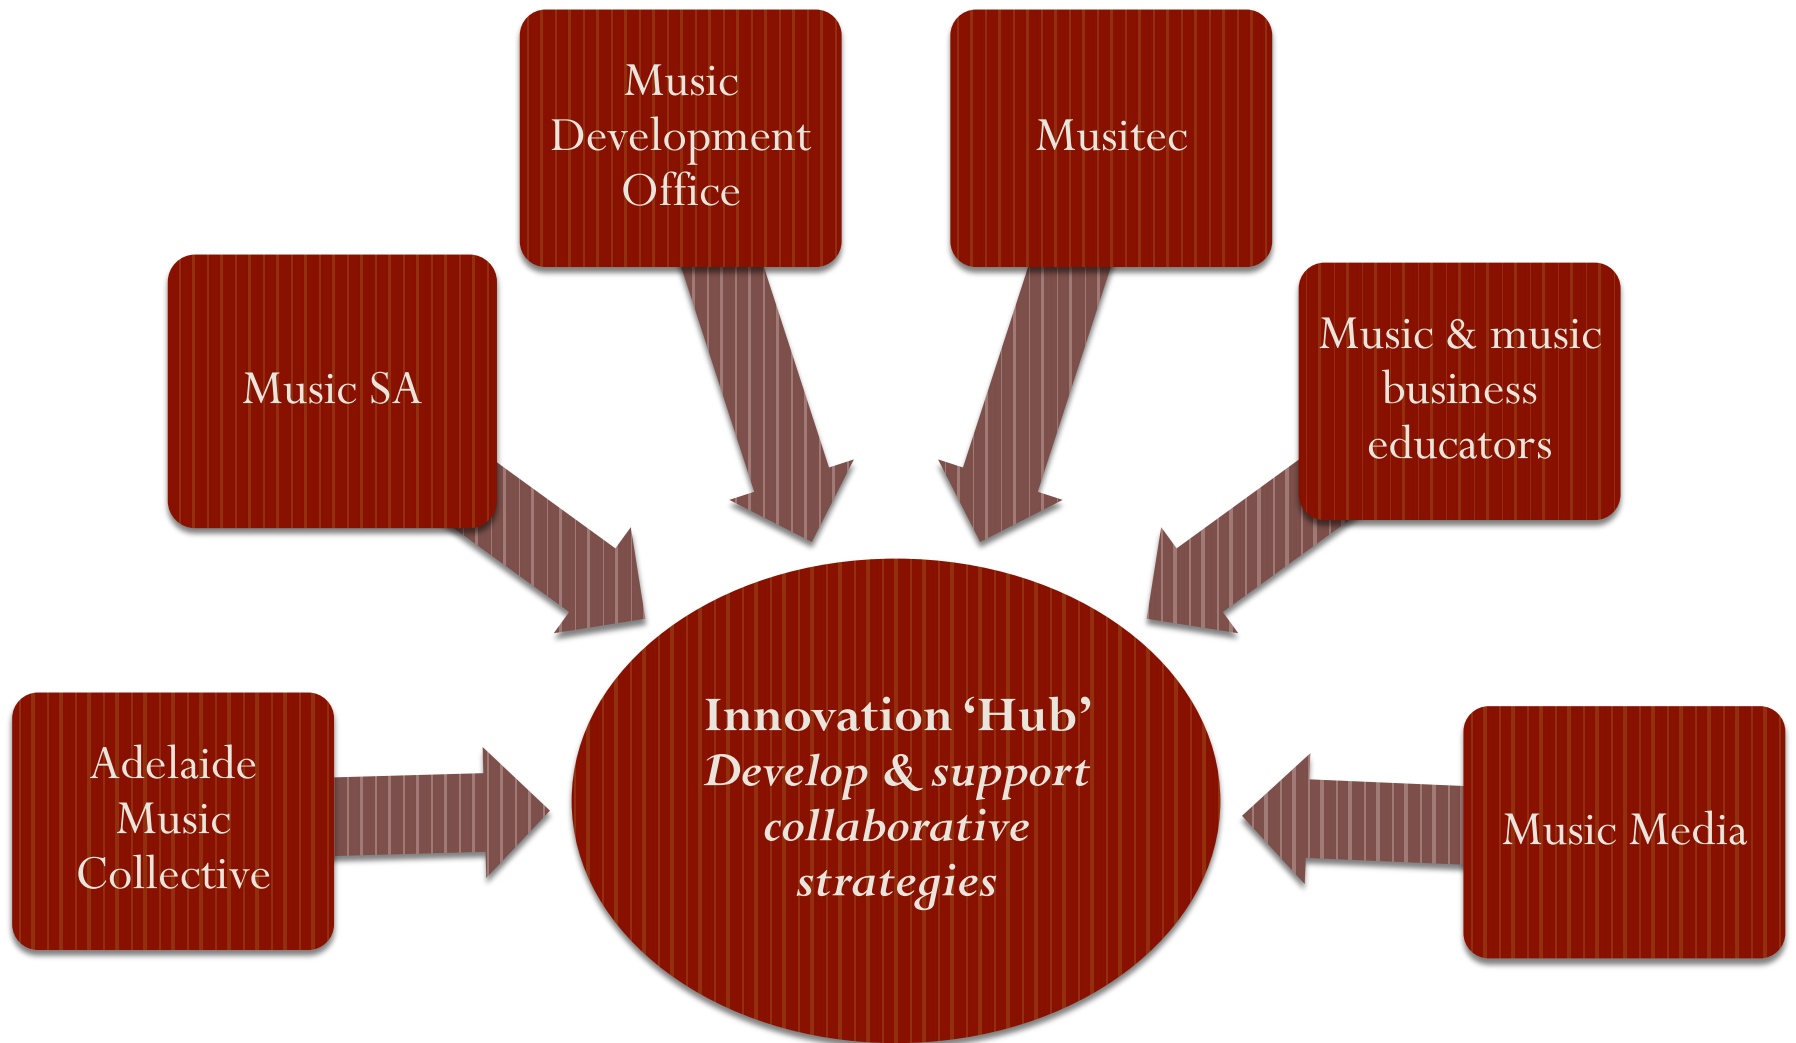 Music
Development
Office
Musitec
Music SA
Music & music
business
educators
Adelaide
Music
Collective
Innovation ‘Hub’
Develop & support
collaborative
strategies
Music Media